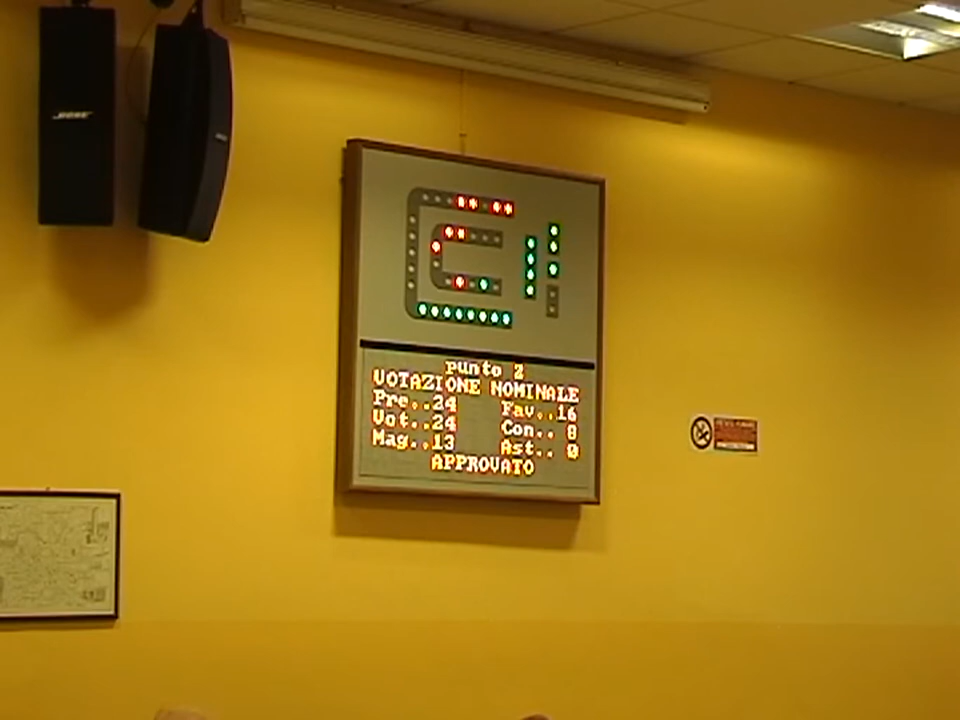 BOSE
punto 2
VOTAZIONE NOMINALE
Pre..24 Fav..16
Vot..24 Con.. 8
Mag..13 Ast.. 0
APPROVATO